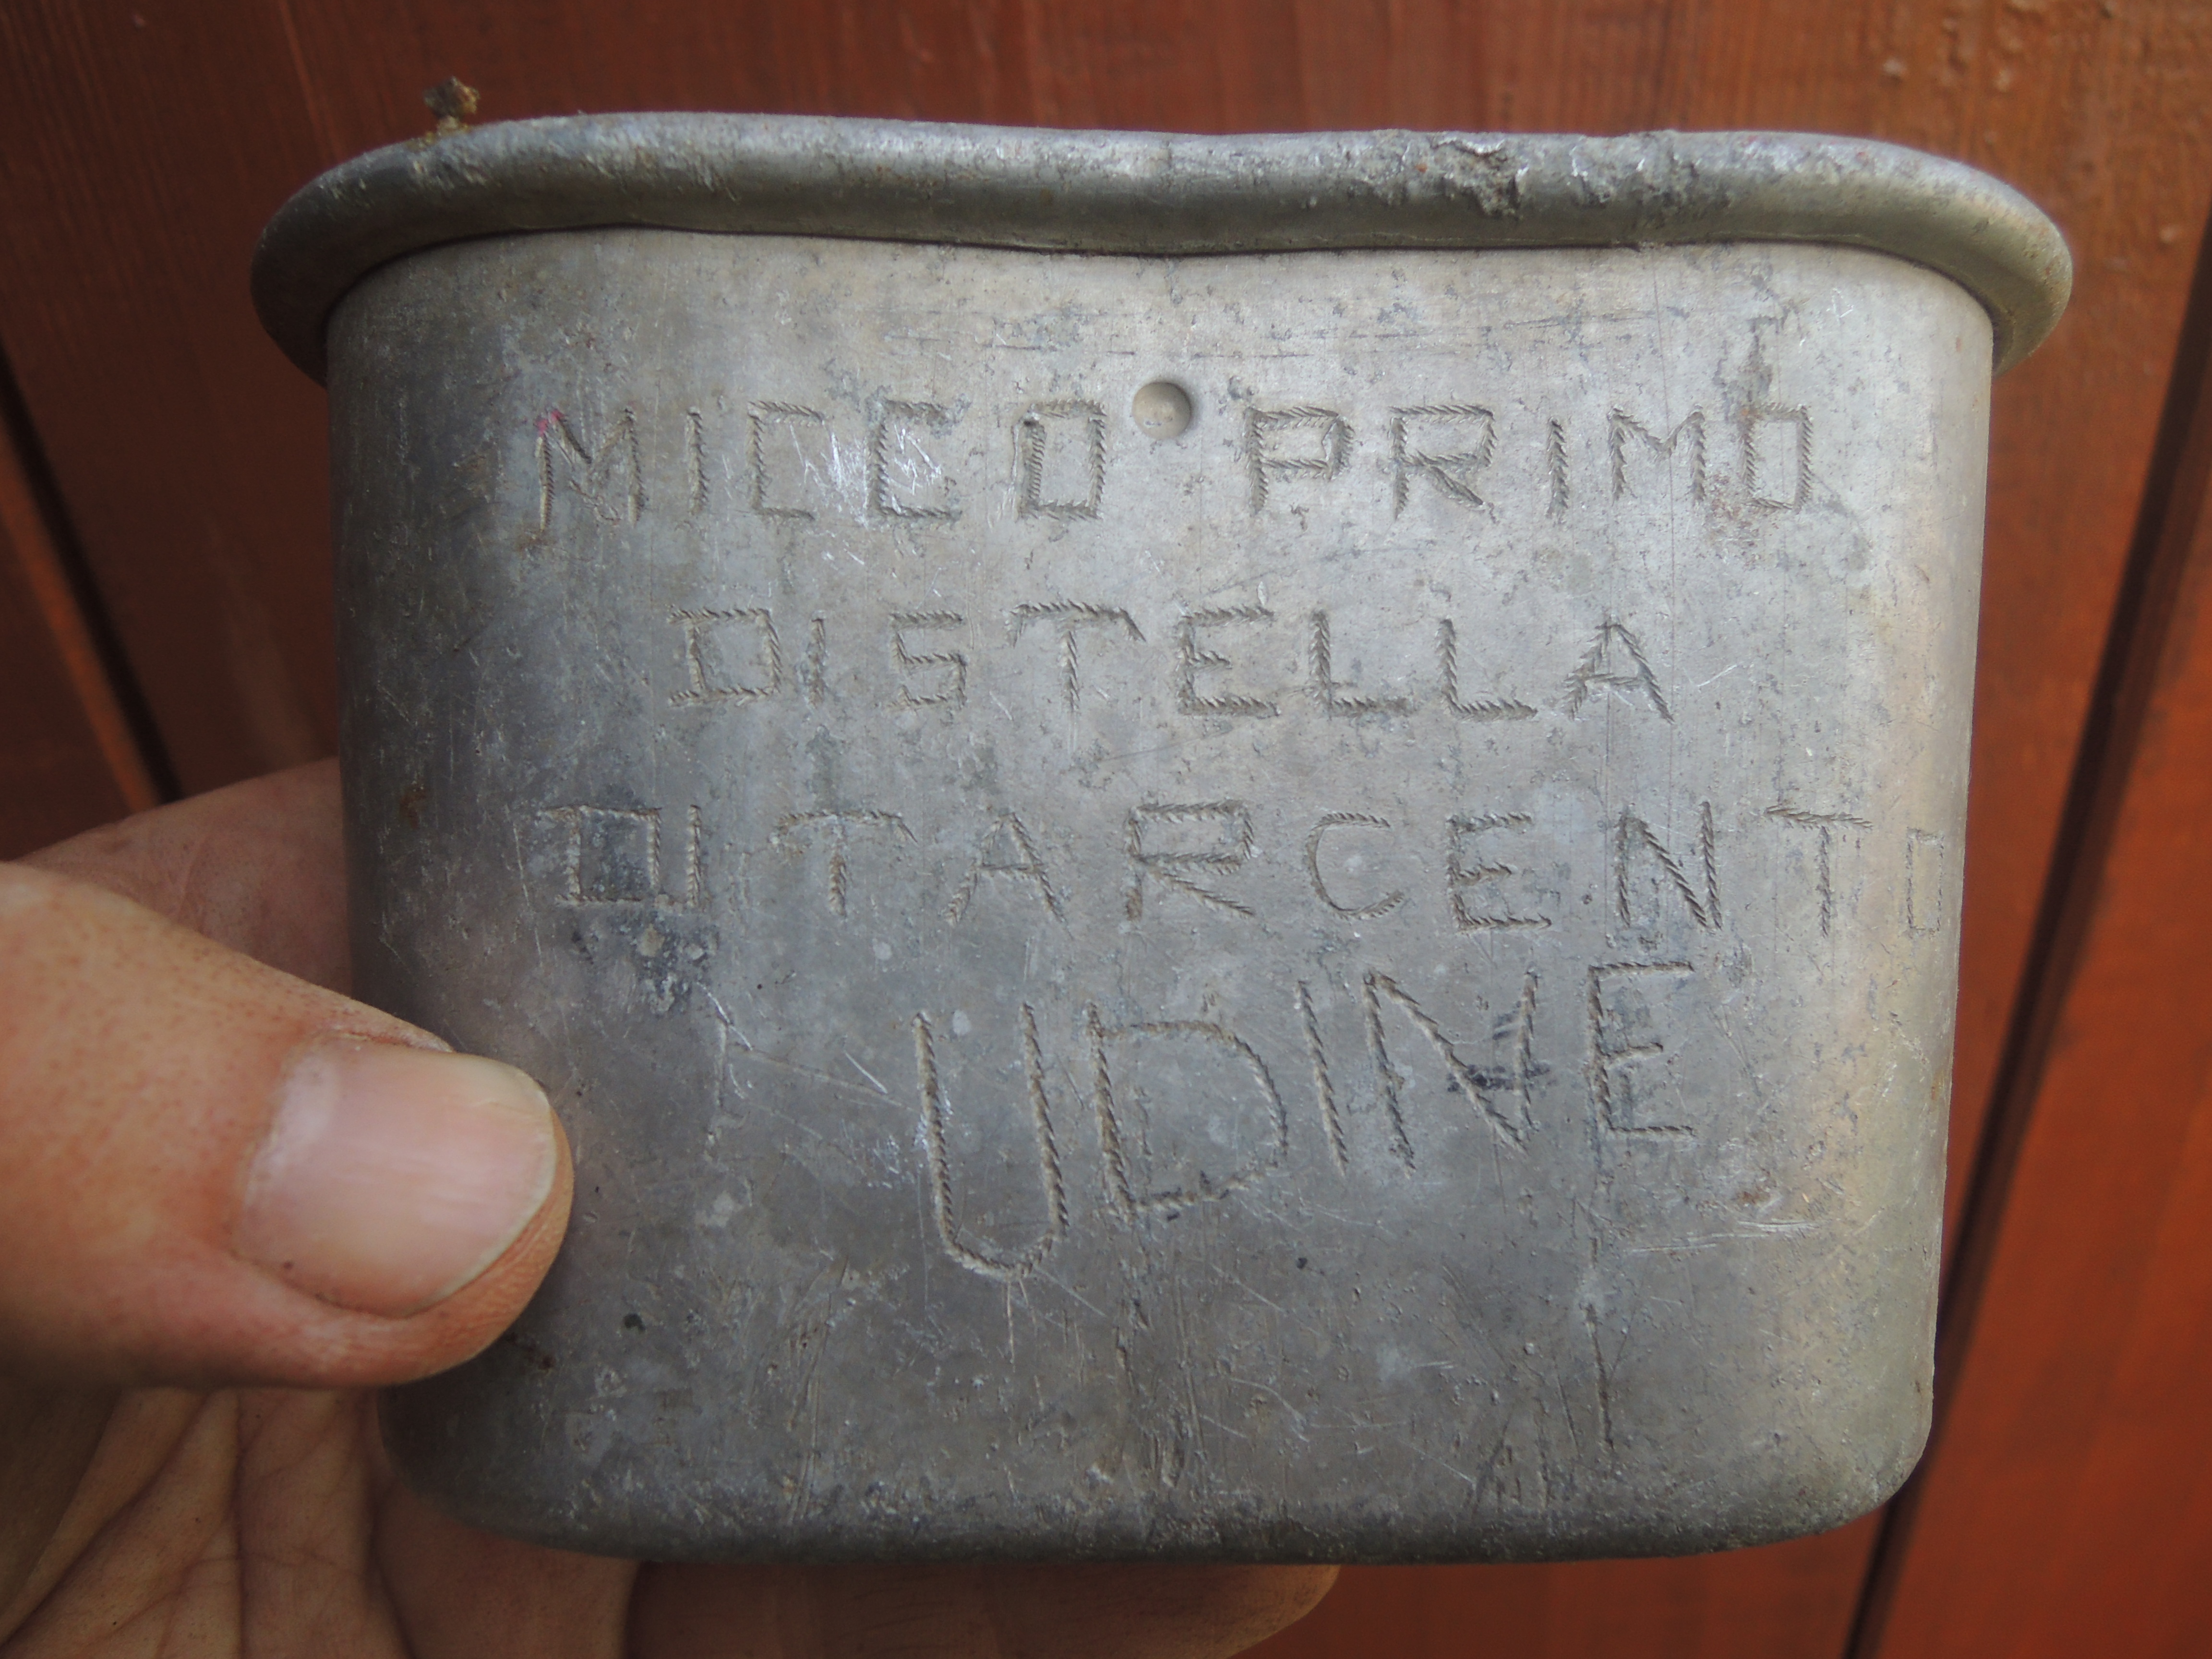 MICCO PRIMO
DI STELLA
DI TARCENTO
UDINE